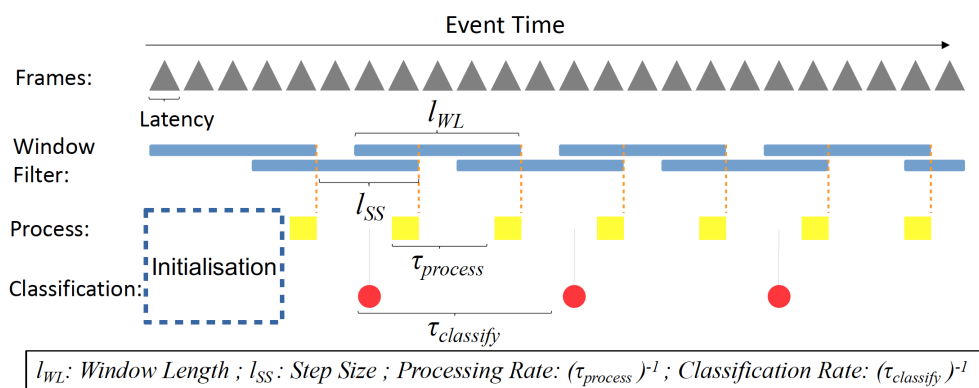 Event Time
Frames:
Latency
l_WL
Window
Filter:
l_SS
Process:
Initialisation
τ_process
Classification:
τ_classify
l_WL: Window Length ; l_SS : Step Size ; Processing Rate: (τ_process)⁻¹ ; Classification Rate: (τ_classify)⁻¹